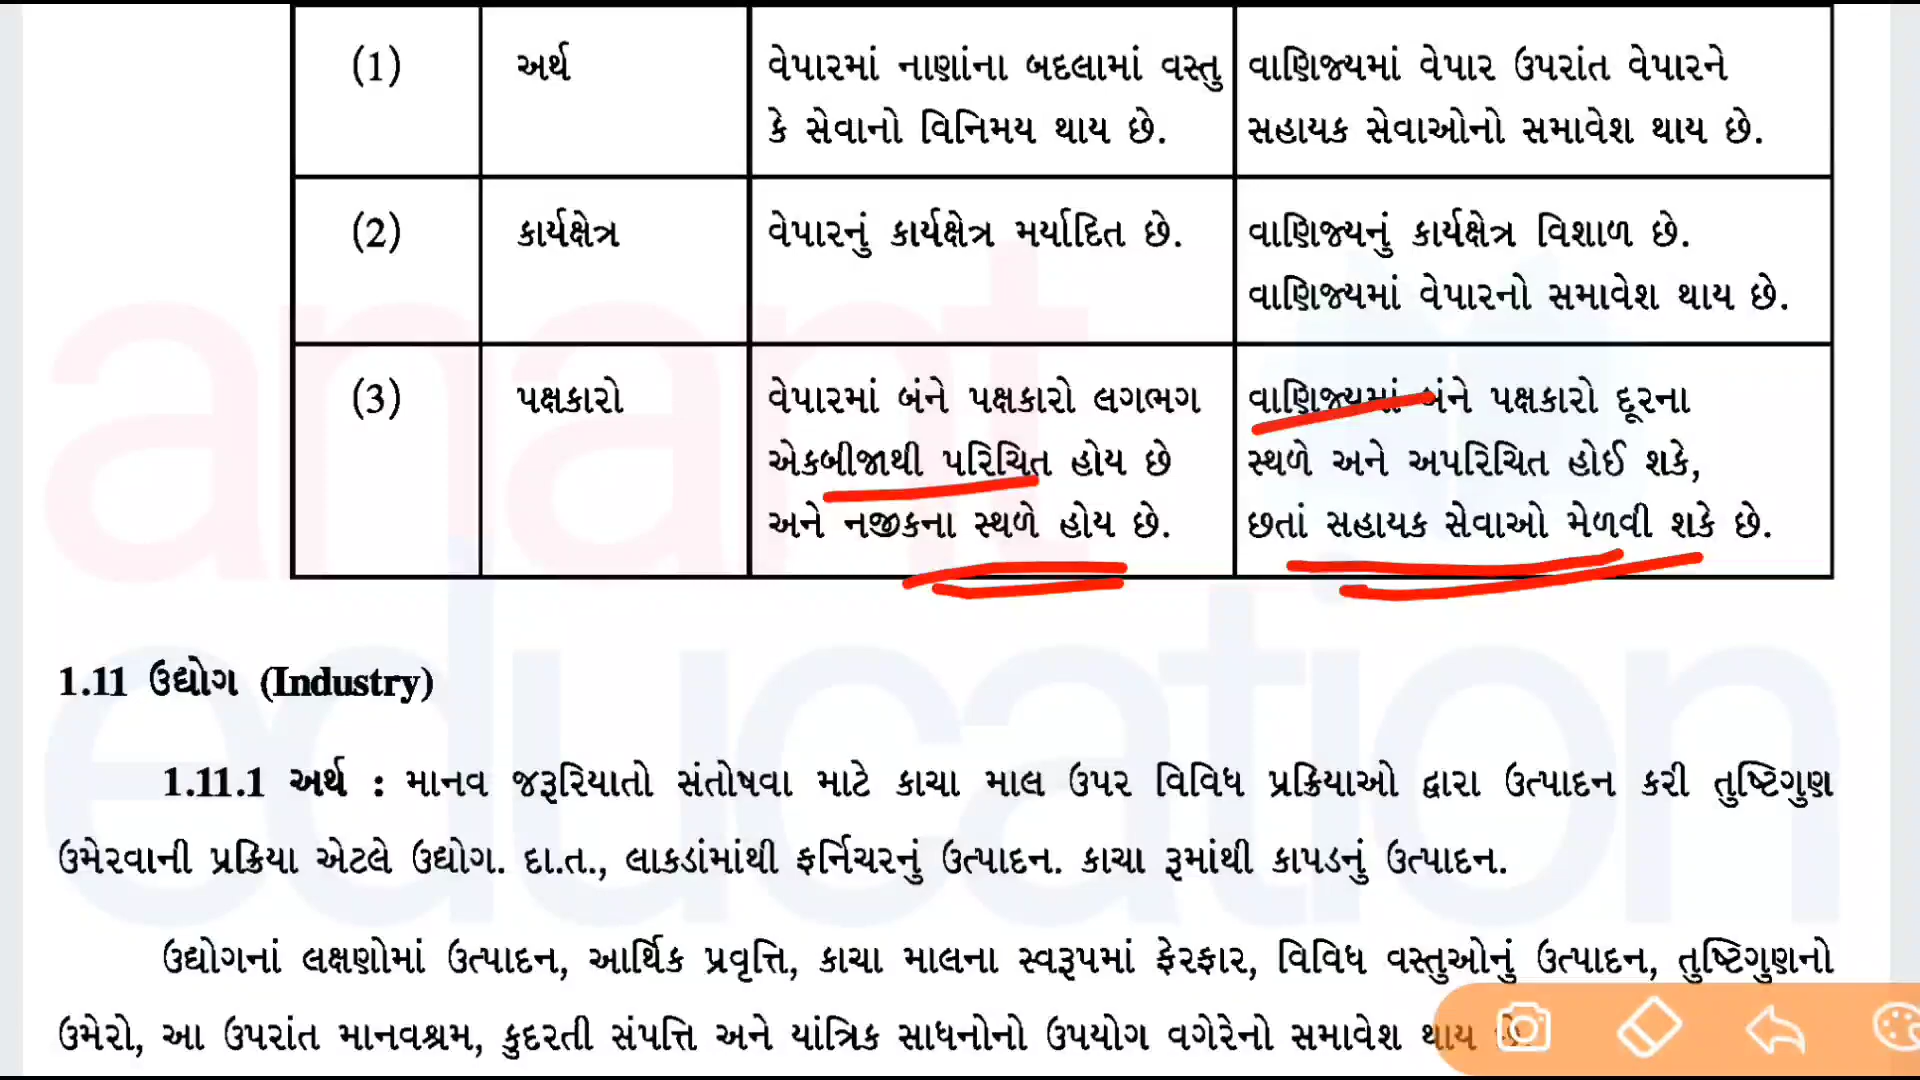 (1) અર્થ વેપારમાં નાણાંના બદલામાં વસ્તુ વાણિજ્યમાં વેપાર ઉપરાંત વેપારને
કે સેવાનો વિનિમય થાય છે. સહાયક સેવાઓનો સમાવેશ થાય છે.
(2) કાર્યક્ષેત્ર વેપારનું કાર્યક્ષેત્ર મર્યાદિત છે. વાણિજ્યનું કાર્યક્ષેત્ર વિશાળ છે.
વાણિજ્યમાં વેપારનો સમાવેશ થાય છે.
(3) પક્ષકારો વેપારમાં બંને પક્ષકારો લગભગ વાણિજ્યમાં બંને પક્ષકારો દૂરના
એકબીજાથી પરિચિત હોય છે સ્થળે અને અપરિચિત હોઈ શકે,
અને નજીકના સ્થળે હોય છે. છતાં સહાયક સેવાઓ મેળવી શકે છે.
1.11 ઉદ્યોગ (Industry)
1.11.1 અર્થ : માનવ જરૂરિયાતો સંતોષવા માટે કાચા માલ ઉપર વિવિધ પ્રક્રિયાઓ દ્વારા ઉત્પાદન કરી તુષ્ટિગુણ
ઉમેરવાની પ્રક્રિયા એટલે ઉદ્યોગ. દા.ત., લાકડાંમાંથી ફર્નિચરનું ઉત્પાદન. કાચા રૂમાંથી કાપડનું ઉત્પાદન.
ઉદ્યોગનાં લક્ષણોમાં ઉત્પાદન, આર્થિક પ્રવૃત્તિ, કાચા માલના સ્વરૂપમાં ફેરફાર, વિવિધ વસ્તુઓનું ઉત્પાદન, તુષ્ટિગુણનો
ઉમેરો, આ ઉપરાંત માનવશ્રમ, કુદરતી સંપત્તિ અને યાંત્રિક સાધનોનો ઉપયોગ વગેરેનો સમાવેશ થાય છે.
anant
education